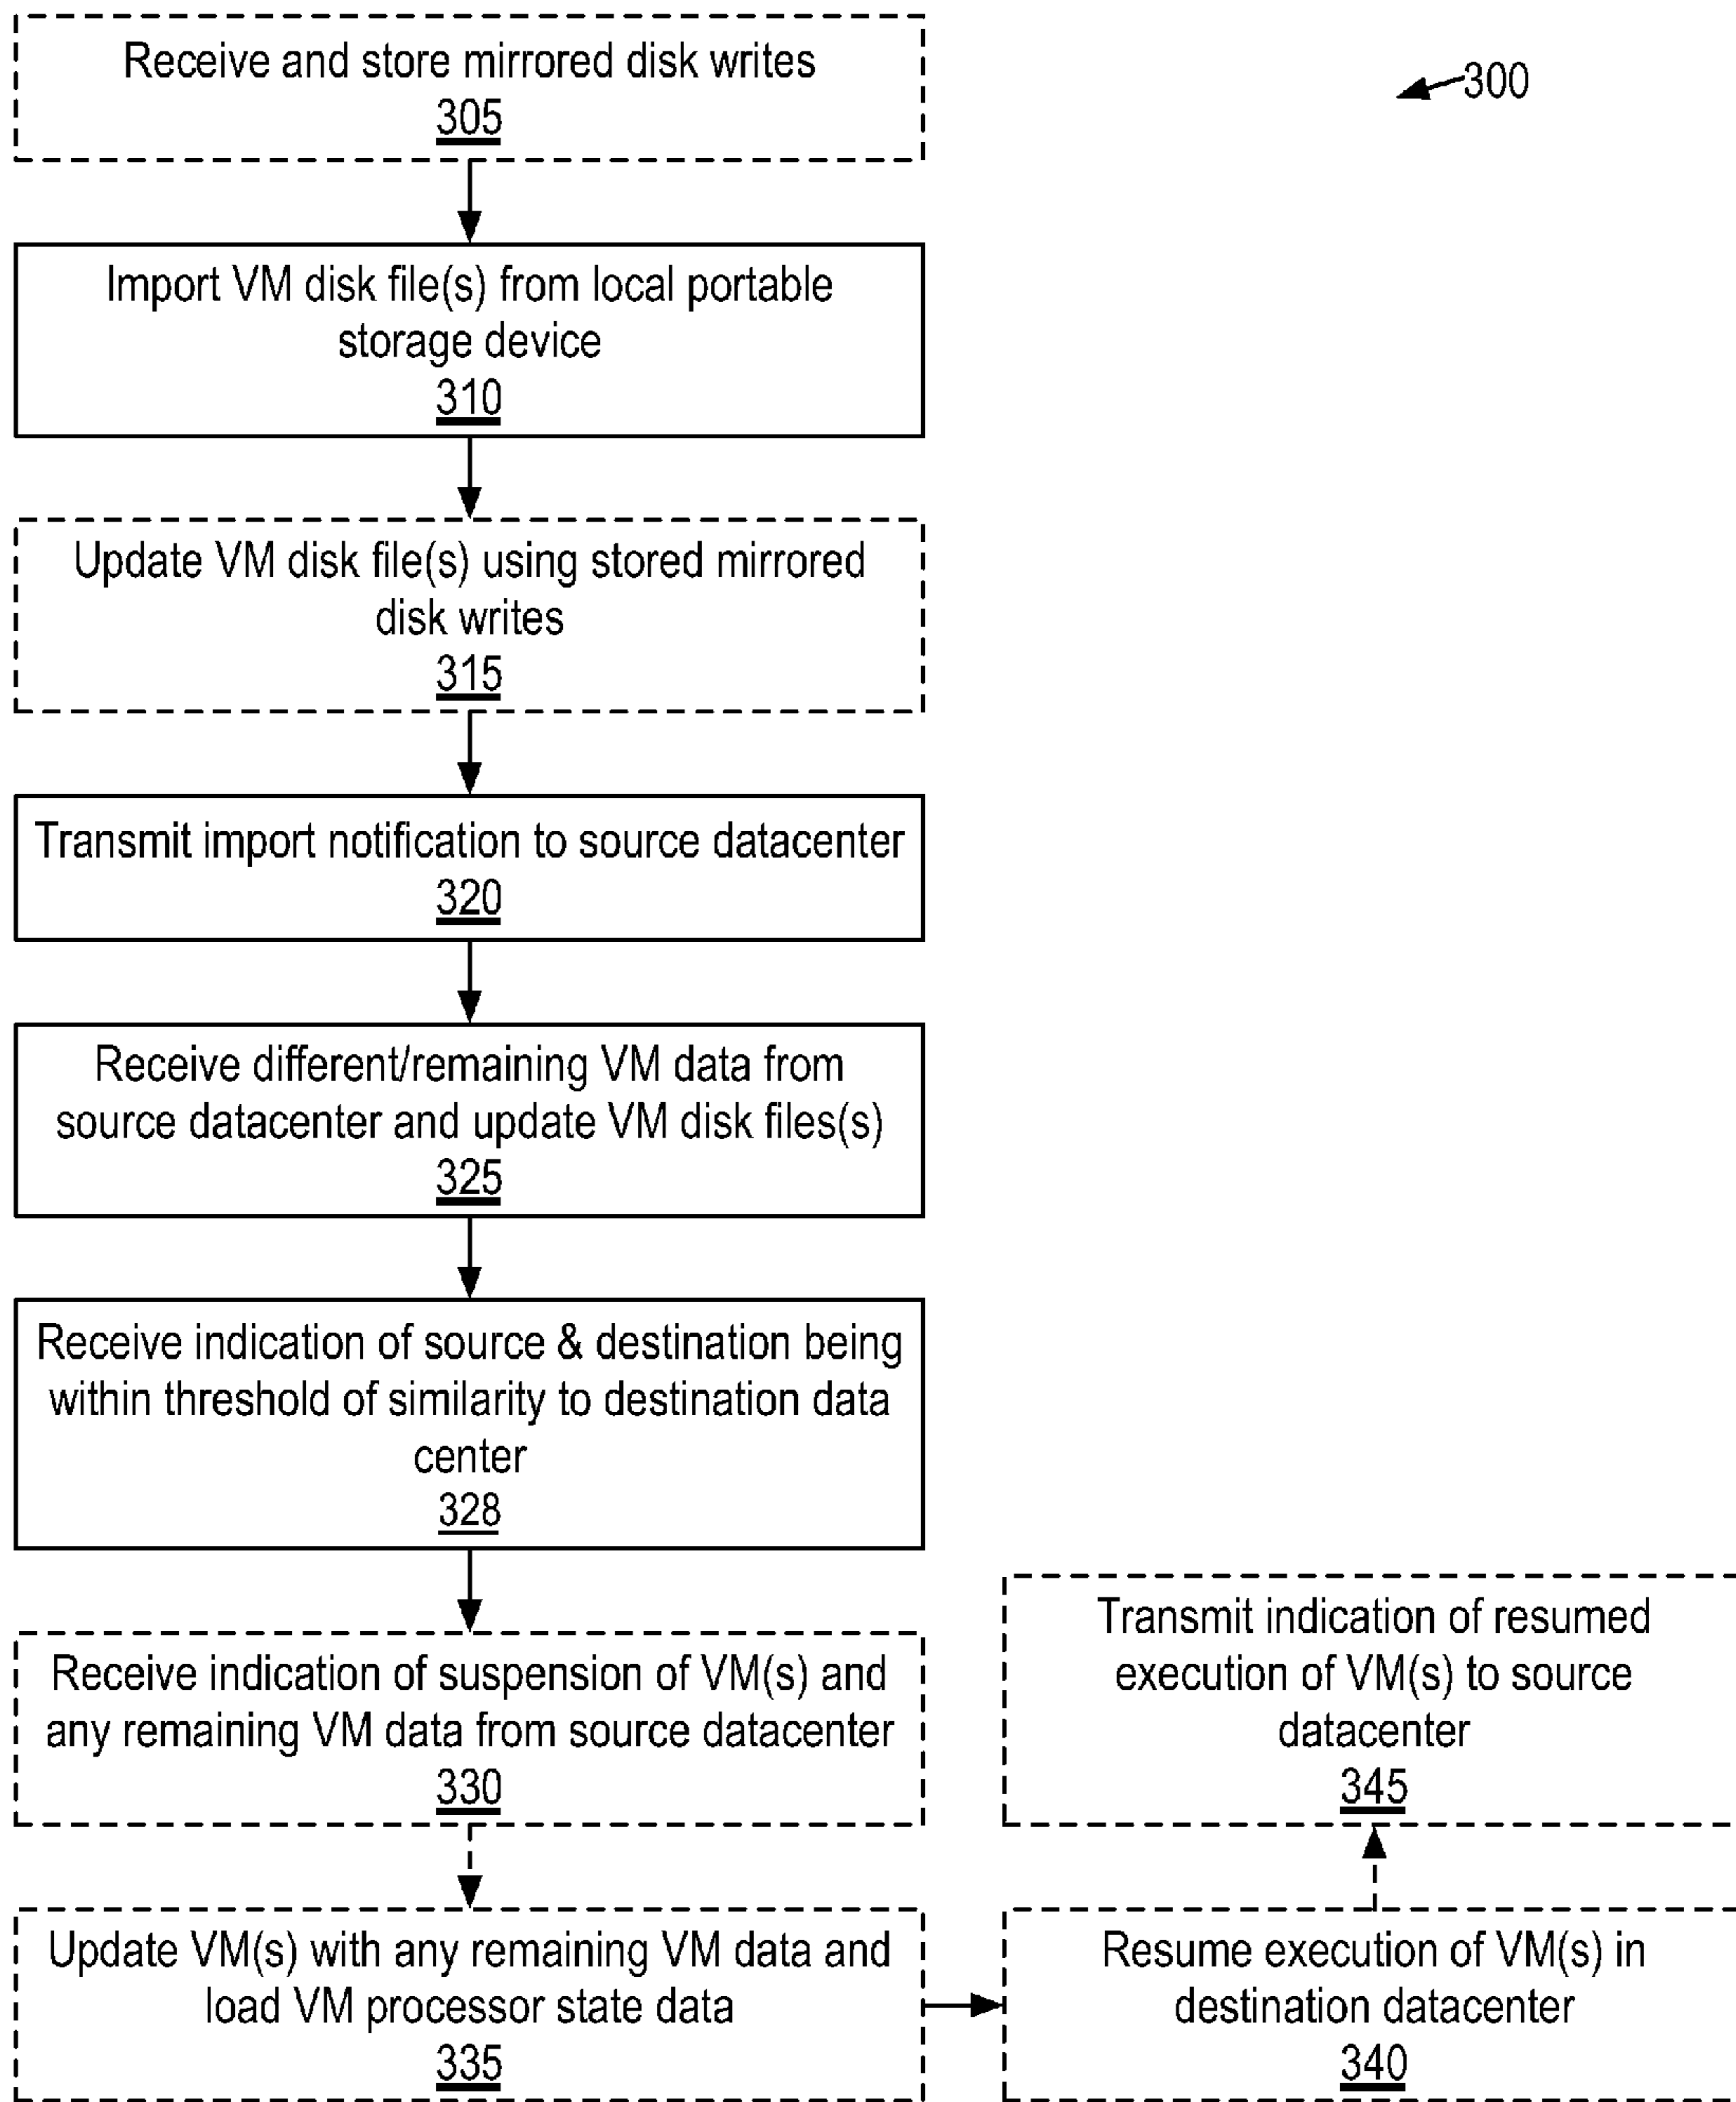 Receive and store mirrored disk writes
305
300
Import VM disk file(s) from local portable
storage device
310
Update VM disk file(s) using stored mirrored
disk writes
315
Transmit import notification to source datacenter
320
Receive different/remaining VM data from
source datacenter and update VM disk files(s)
325
Receive indication of source & destination being
within threshold of similarity to destination data
center
328
Receive indication of suspension of VM(s) and
any remaining VM data from source datacenter
330
Update VM(s) with any remaining VM data and
load VM processor state data
335
Resume execution of VM(s) in
destination datacenter
340
Transmit indication of resumed
execution of VM(s) to source
datacenter
345